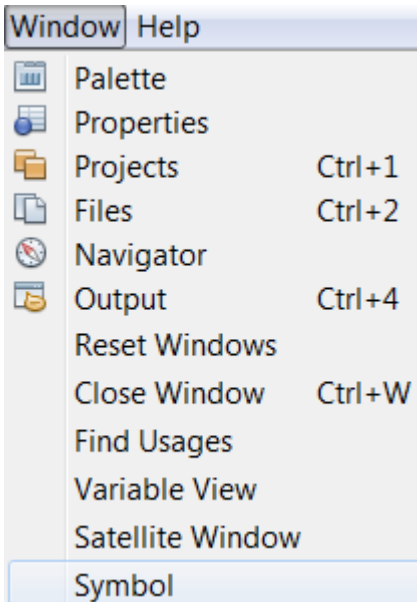 Window Help
Palette
Properties
Projects Ctrl+1
Files Ctrl+2
Navigator
Output Ctrl+4
Reset Windows
Close Window Ctrl+W
Find Usages
Variable View
Satellite Window
Symbol